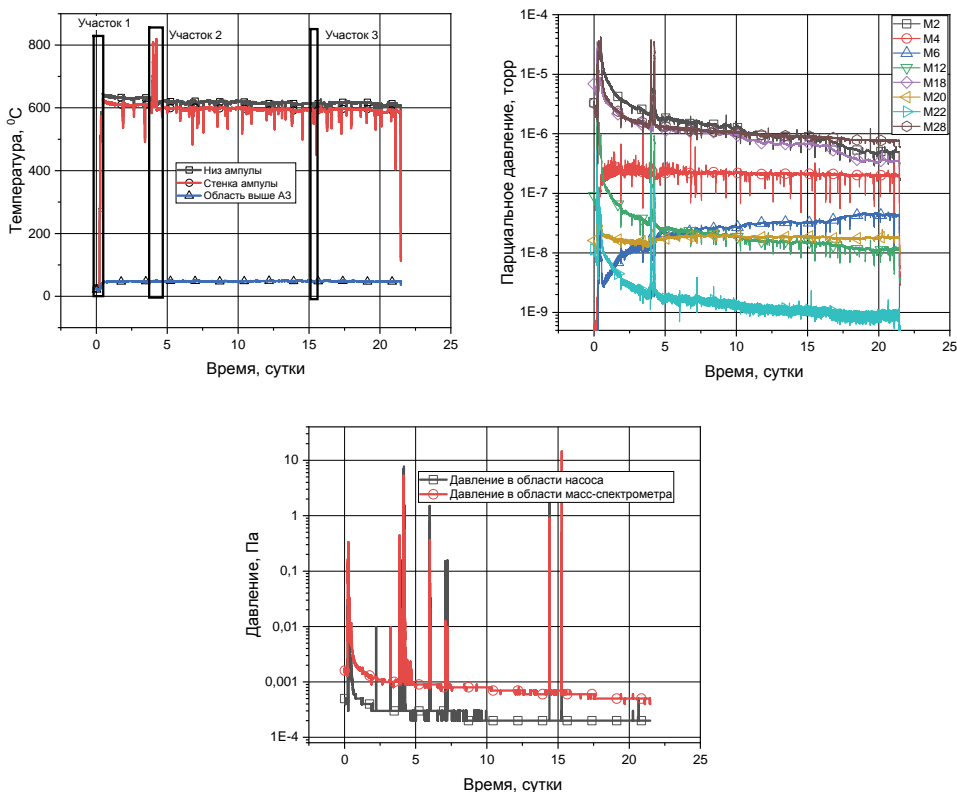 Участок 1
Участок 2
Участок 3
800
600
400
200
0
Температура, ⁰C
Низ ампулы
Стенка ампулы
Область выше АЗ
0 5 10 15 20 25
Время, сутки
1E-4
1E-5
1E-6
1E-7
1E-8
1E-9
Парциальное давление, торр
M2
M4
M6
M12
M18
M20
M22
M28
0 5 10 15 20 25
Время, сутки
10
1
0,1
0,01
0,001
1E-4
Давление, Па
Давление в области насоса
Давление в области масс-спектрометра
0 5 10 15 20 25
Время, сутки